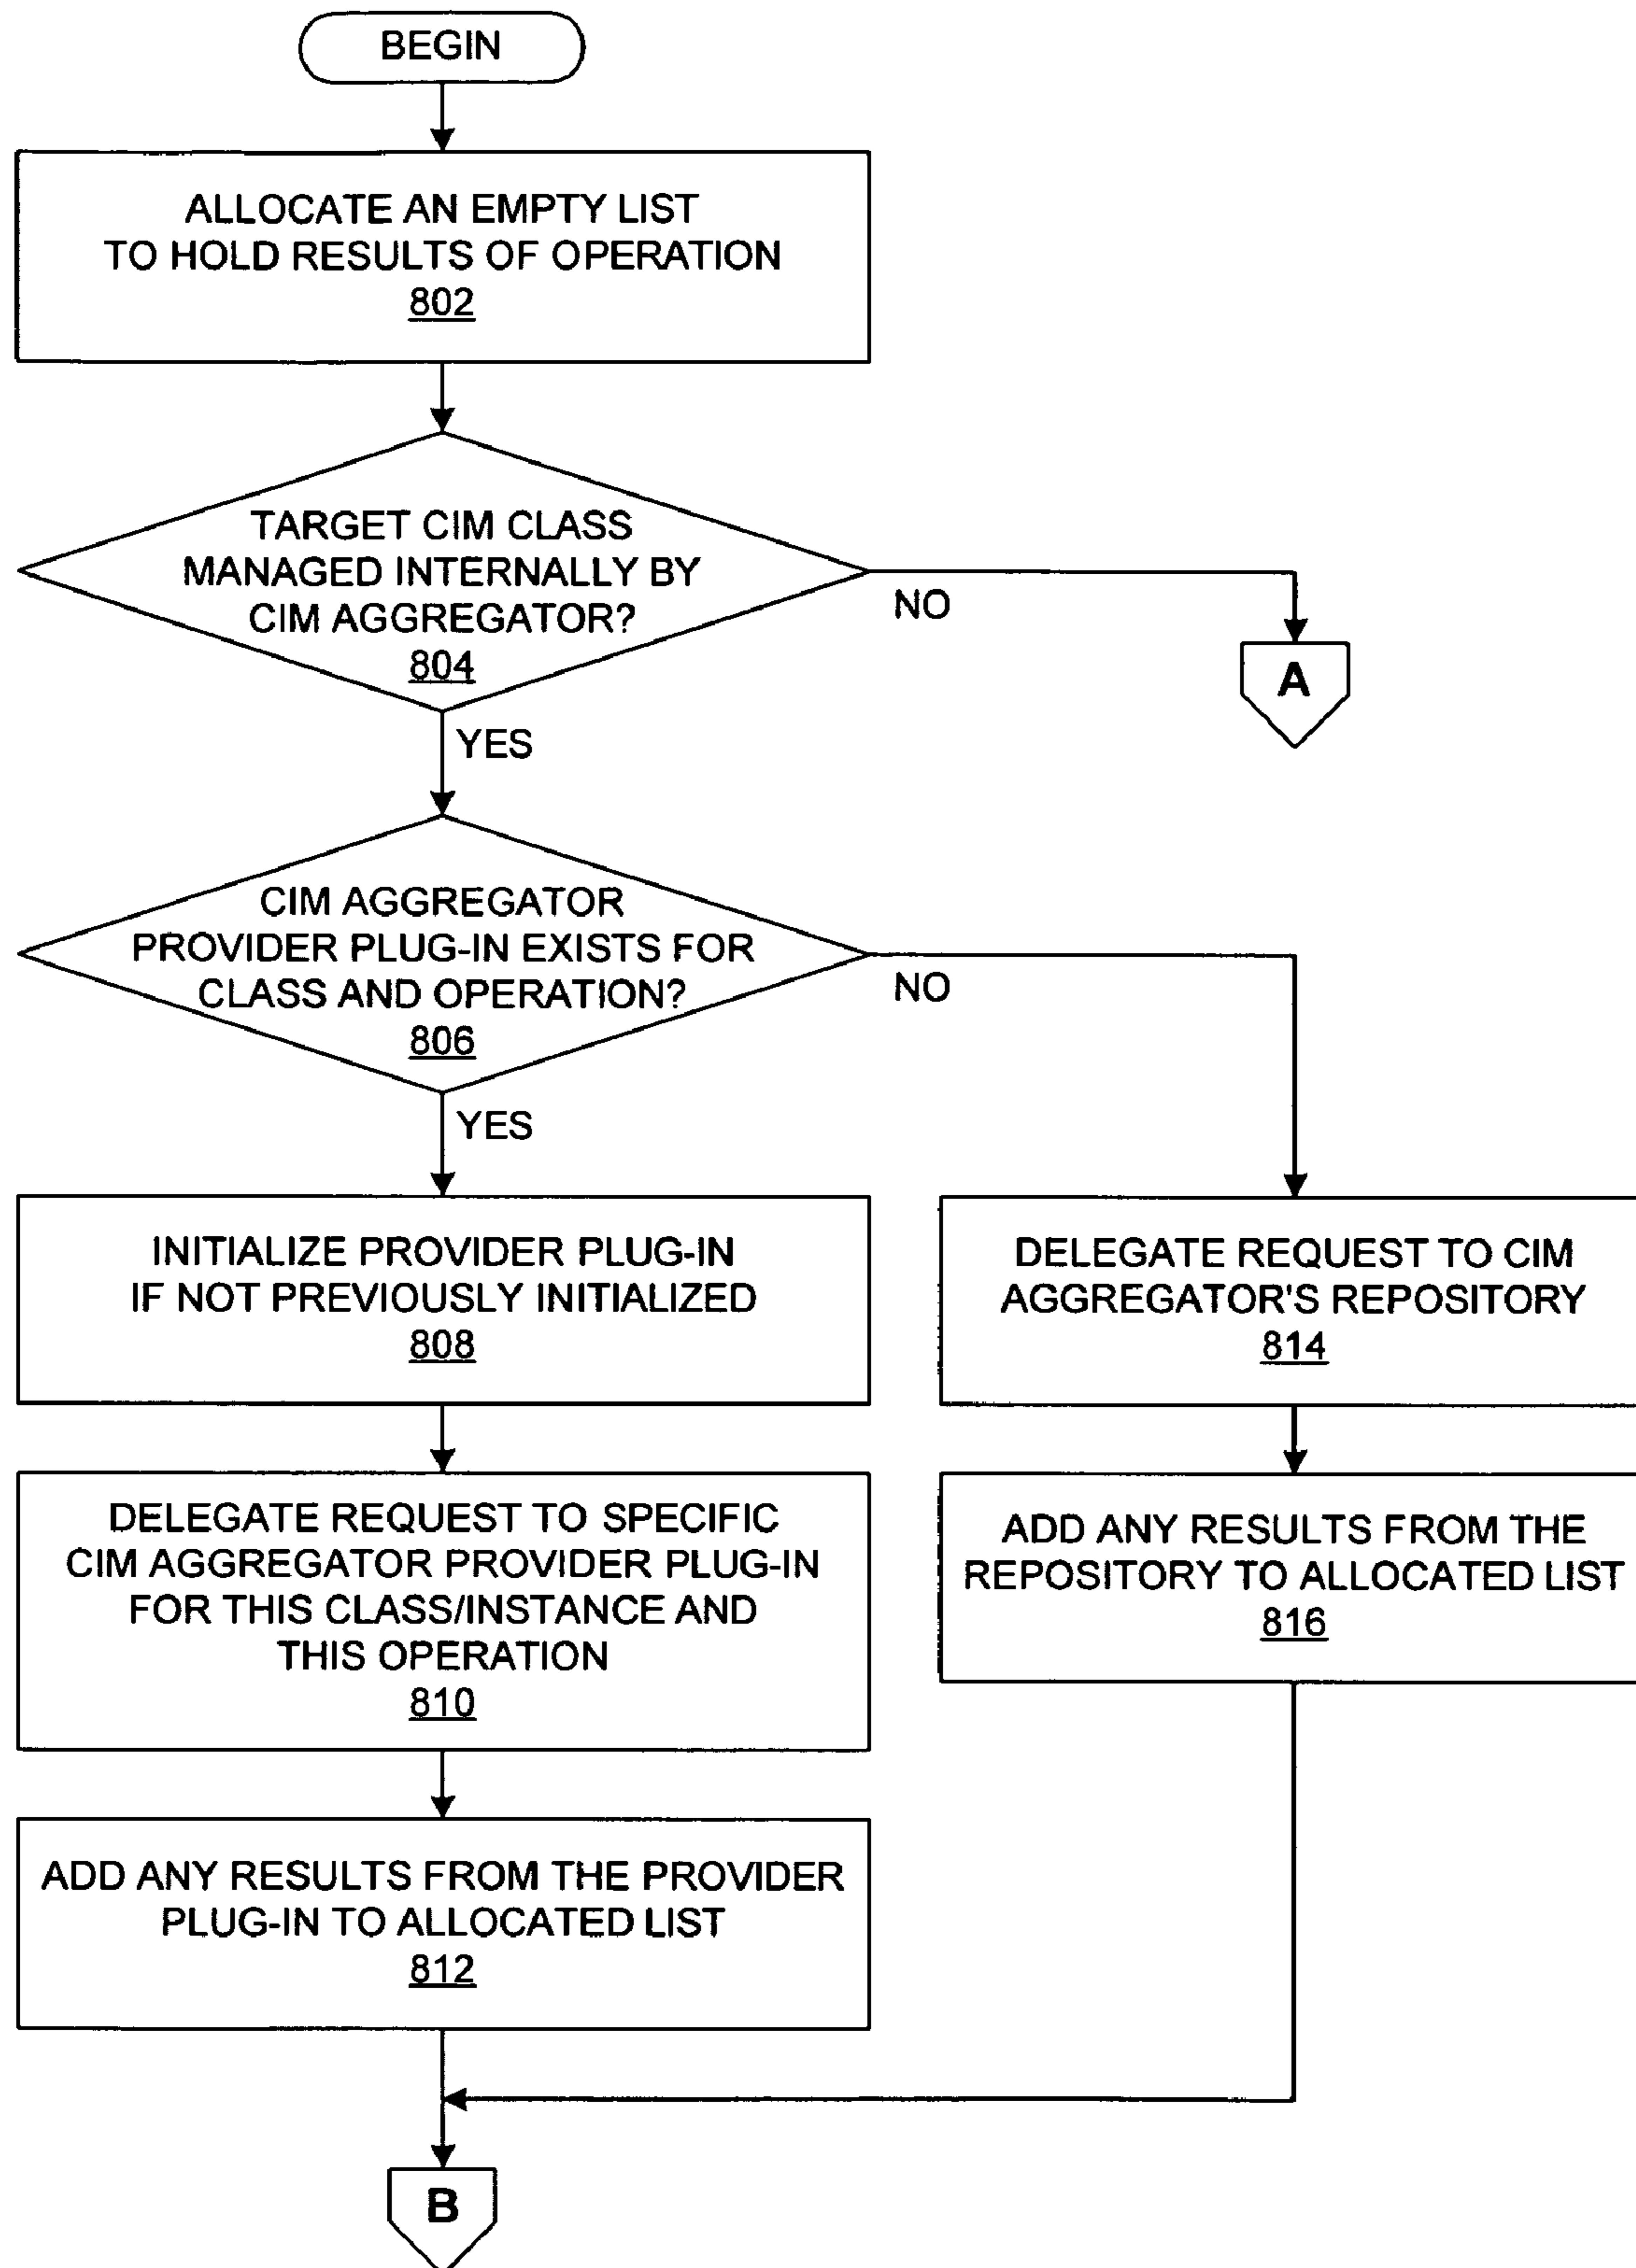 BEGIN
ALLOCATE AN EMPTY LIST
TO HOLD RESULTS OF OPERATION
802
TARGET CIM CLASS
MANAGED INTERNALLY BY
CIM AGGREGATOR?
804
NO
A
YES
CIM AGGREGATOR
PROVIDER PLUG-IN EXISTS FOR
CLASS AND OPERATION?
806
NO
YES
INITIALIZE PROVIDER PLUG-IN
IF NOT PREVIOUSLY INITIALIZED
808
DELEGATE REQUEST TO CIM
AGGREGATOR'S REPOSITORY
814
DELEGATE REQUEST TO SPECIFIC
CIM AGGREGATOR PROVIDER PLUG-IN
FOR THIS CLASS/INSTANCE AND
THIS OPERATION
810
ADD ANY RESULTS FROM THE
REPOSITORY TO ALLOCATED LIST
816
ADD ANY RESULTS FROM THE PROVIDER
PLUG-IN TO ALLOCATED LIST
812
B